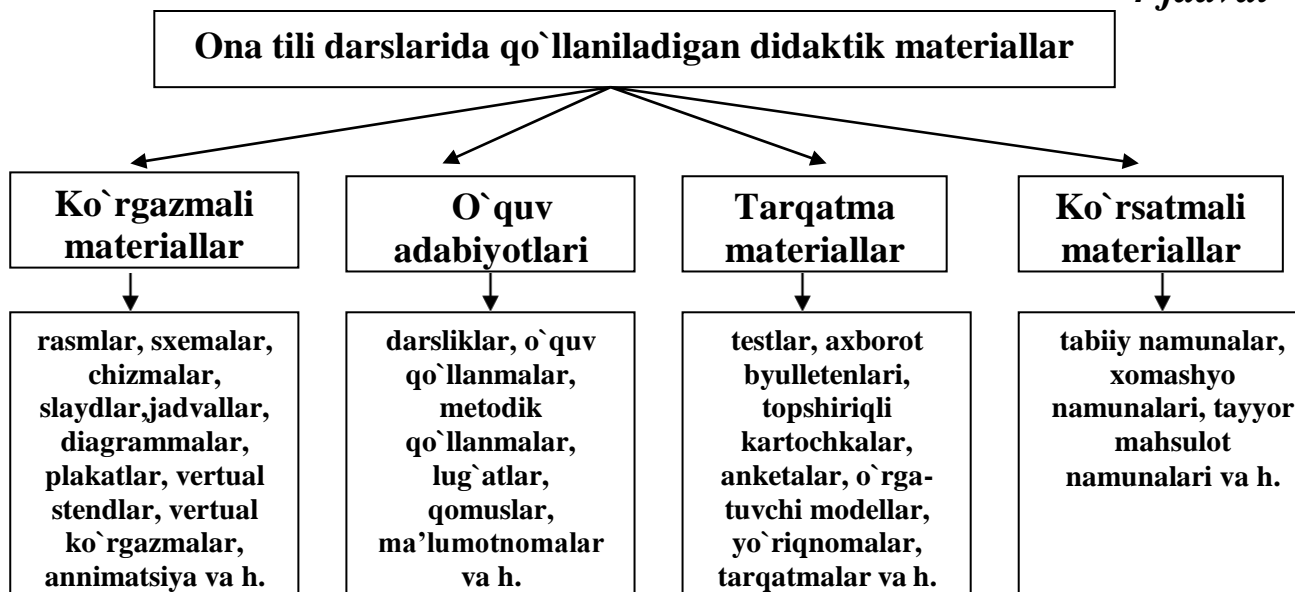 Ona tili darslarida qo`llaniladigan didaktik materiallar
Ko`rgazmali
materiallar
O`quv
adabiyotlari
Tarqatma
materiallar
Ko`rsatmali
materiallar
rasmlar, sxemalar,
chizmalar,
slaydlar,jadvallar,
diagrammalar,
plakatlar, vertual
stendlar, vertual
ko`rgazmalar,
annimatsiya va h.
darsliklar, o`quv
qo`llanmalar,
metodik
qo`llanmalar,
lug`atlar,
qomuslar,
ma’lumotnomalar
va h.
testlar, axborot
byulletenlari,
topshiriqli
kartochkalar,
anketalar, o`rga-
tuvchi modellar,
yo`riqnomalar,
tarqatmalar va h.
tabiiy namunalar,
xomashyo
namunalari, tayyor
mahsulot
namunalari va h.